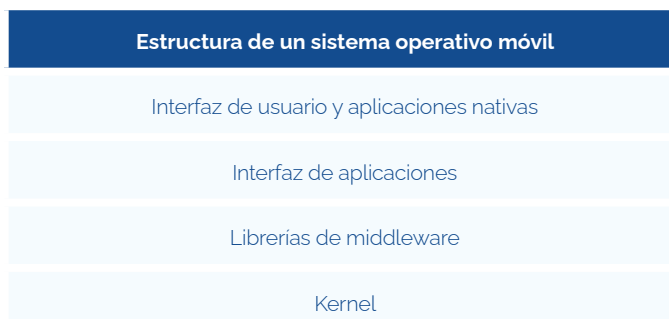 Estructura de un sistema operativo móvil
Interfaz de usuario y aplicaciones nativas
Interfaz de aplicaciones
Librerías de middleware
Kernel